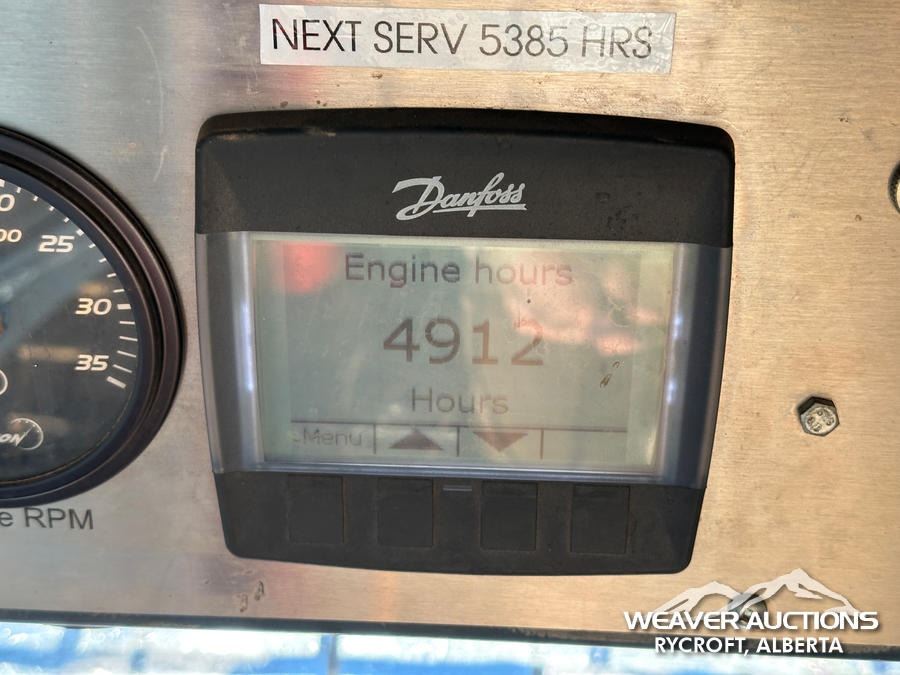 NEXT SERV 5385 HRS
Danfoss
25
30
35
Engine hours
4912
Hours
Menu
RPM
WEAVER AUCTIONS
RYCROFT, ALBERTA